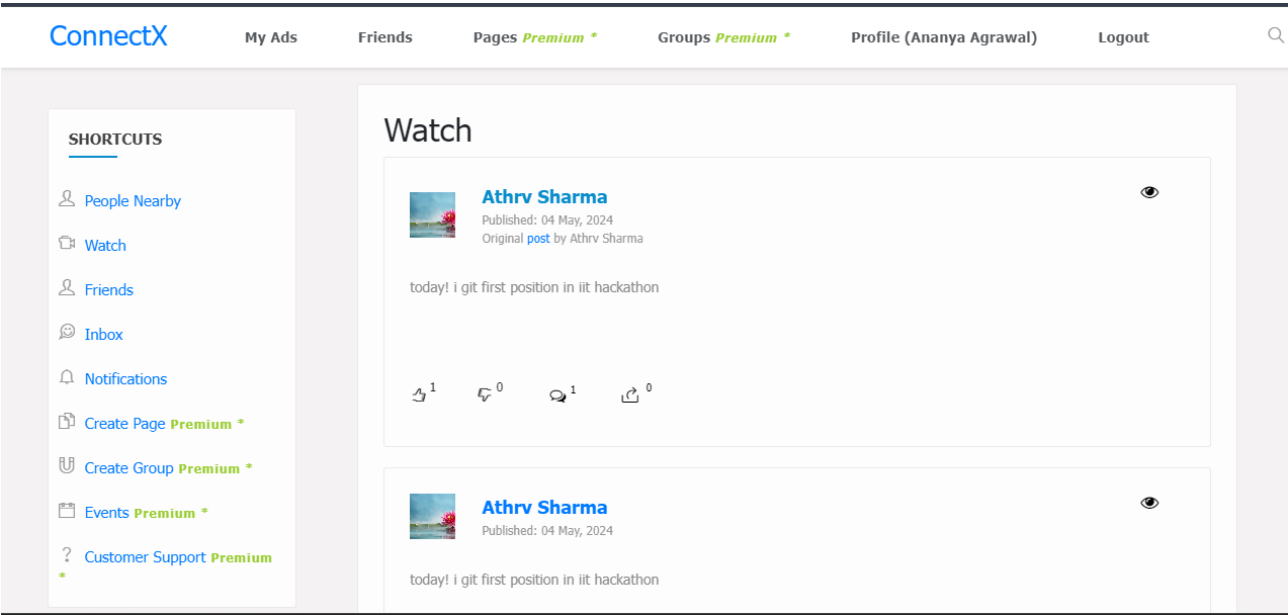 ConnectX My Ads Friends Pages Premium * Groups Premium * Profile (Ananya Agrawal) Logout
SHORTCUTS
People Nearby
Watch
Friends
Inbox
Notifications
Create Page Premium *
Create Group Premium *
Events Premium *
Customer Support Premium
*
Watch
Athrv Sharma
Published: 04 May, 2024
Original post by Athrv Sharma
today! i git first position in iit hackathon
1 0 1 0
Athrv Sharma
Published: 04 May, 2024
today! i git first position in iit hackathon